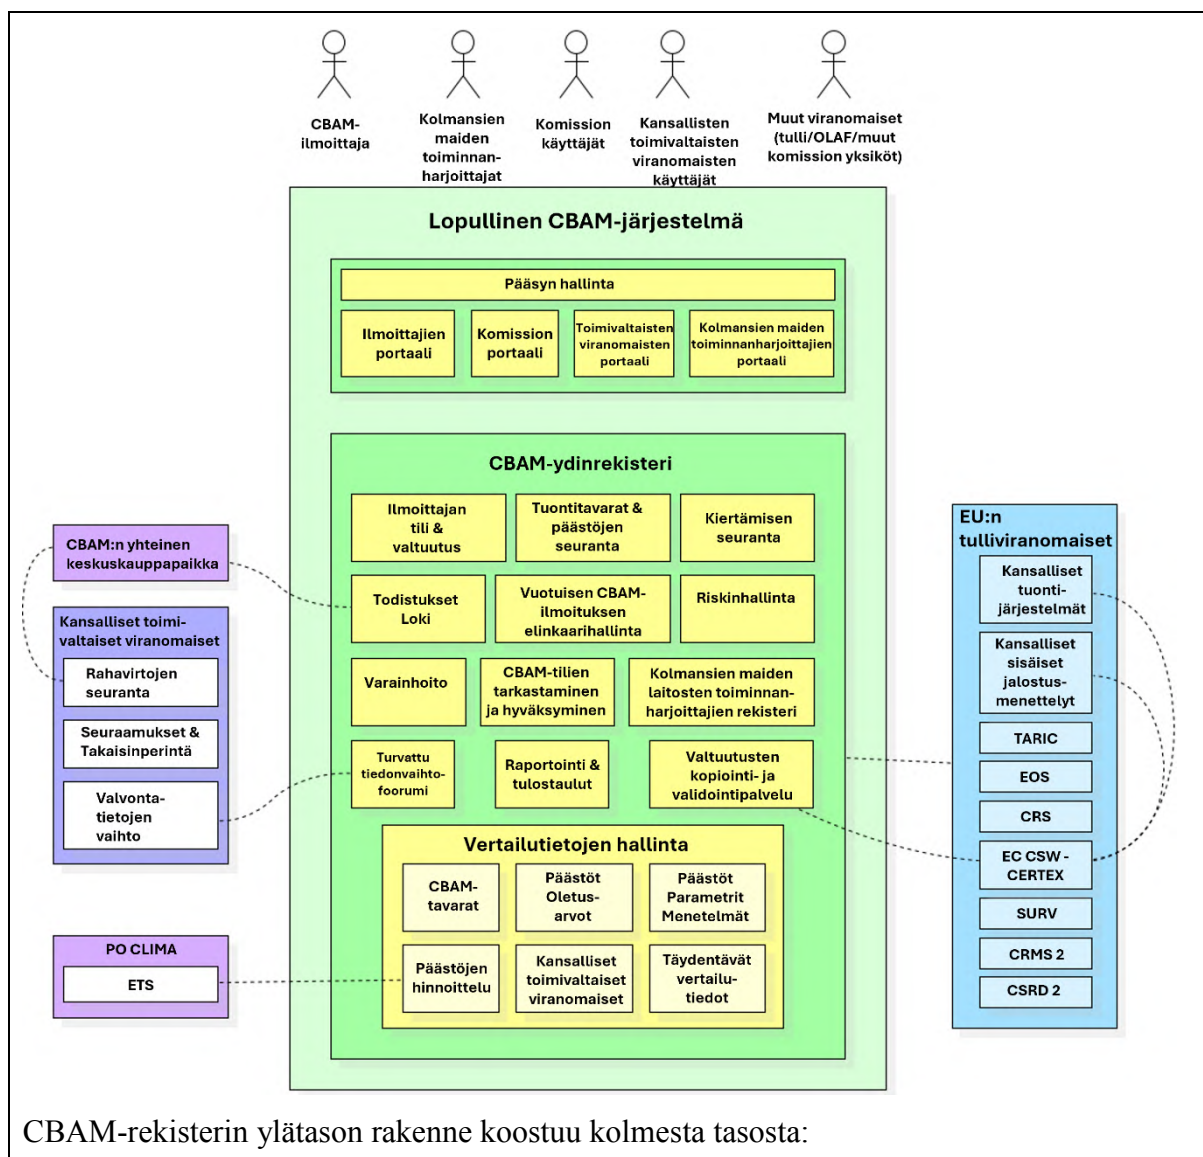 CBAM-
ilmoittaja
Kolmansien
maiden
toiminnan-
harjoittajat
Komission
käyttäjät
Kansallisten
toimivaltaisten
viranomaisten
käyttäjät
Muut viranomaiset
(tulli/OLAF/muut
komission yksiköt)
Lopullinen CBAM-järjestelmä
Pääsyn hallinta
Ilmoittajien
portaali
Komission
portaali
Toimivaltaisten
viranomaisten
portaali
Kolmansien maiden
toiminnanharjoittajien
portaali
CBAM-ydinrekisteri
Ilmoittajan
tili &
valtuutus
Tuontitavarat &
päästöjen
seuranta
Kiertämisen
seuranta
Todistukset
Loki
Vuotuisen CBAM-
ilmoituksen
elinkaarihallinta
Riskinhallinta
Varainhoito
CBAM-tilien
tarkastaminen
ja hyväksyminen
Kolmansien maiden
laitosten toiminnan-
harjoittajien rekisteri
Turvattu
tiedonvaihto-
foorumi
Raportointi &
tulostaulut
Valtuutusten
kopiointi- ja
validointipalvelu
Vertailutietojen hallinta
CBAM-
tavarat
Päästöt
Oletus-
arvot
Päästöt
Parametrit
Menetelmät
Päästöjen
hinnoittelu
Kansalliset
toimivaltaiset
viranomaiset
Täydentävät
vertailu-
tiedot
CBAM:n yhteinen
keskuskauppapaikka
Kansalliset toimi-
valtaiset viranomaiset
Rahavirtojen
seuranta
Seuraamukset &
Takaisinperintä
Valvonta-
tietojen
vaihto
PO CLIMA
ETS
EU:n
tulliviranomaiset
Kansalliset
tuonti-
järjestelmät
Kansalliset
sisäiset
jalostus-
menettelyt
TARIC
EOS
CRS
EC CSW -
CERTEX
SURV
CRMS 2
CSRD 2
CBAM-rekisterin ylätason rakenne koostuu kolmesta tasosta: